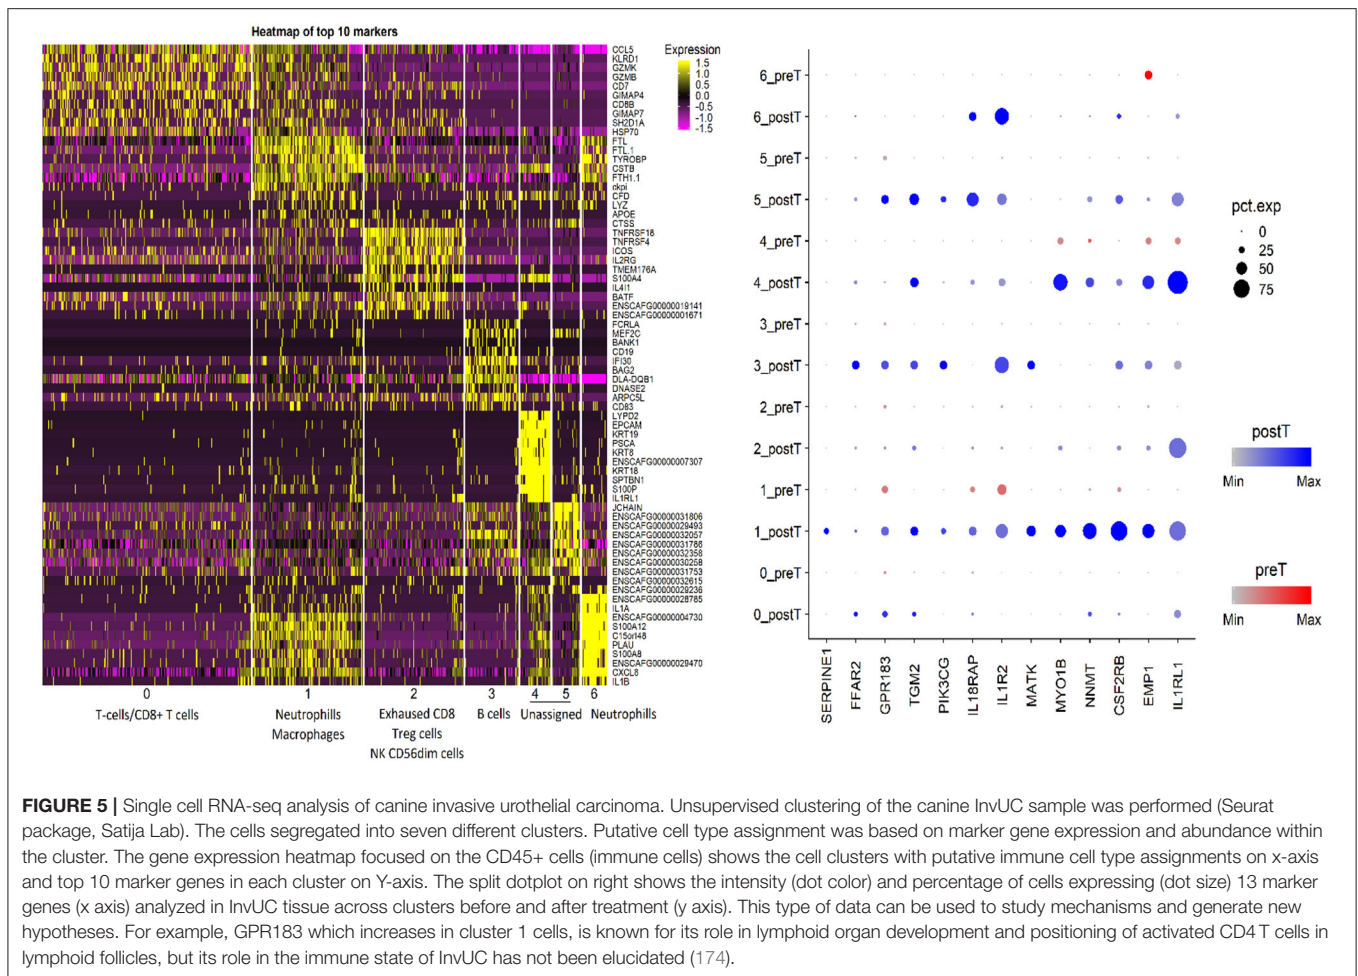 Heatmap of top 10 markers
CCL5
KLRD1
GZMK
GZMB
CD7
GIMAP4
CD8B
GIMAP7
SH2D1A
HSP70
FTL
FTL.1
TYROBP
CSTB
FTH1.1
ckpi
CFD
LYZ
APOE
CTSS
TNFRSF18
TNFRSF4
ICOS
IL2RG
TMEM176A
S100A4
IL4I1
BATF
ENSCAFG00000019141
ENSCAFG00000001671
FCRLA
MEF2C
BANK1
CD19
IFI30
BAG2
DLA-DQB1
DNASE2
ARPC5L
CD83
LYPD2
EPCAM
KRT19
PSCA
KRT8
ENSCAFG00000007307
KRT18
SPTBN1
S100P
IL1RL1
JCHAIN
ENSCAFG00000031806
ENSCAFG00000029493
ENSCAFG00000032057
ENSCAFG00000031786
ENSCAFG00000032358
ENSCAFG00000030258
ENSCAFG00000031753
ENSCAFG00000032615
ENSCAFG00000029236
ENSCAFG00000028785
IL1A
ENSCAFG00000004730
S100A12
C15orf48
PLAU
S100A8
ENSCAFG00000029470
CXCL8
IL1B
Expression
1.5
1.0
0.5
0.0
-0.5
-1.0
-1.5
0 1 2 3 4 5 6
T-cells/CD8+ T cells
Neutrophills
Macrophages
Exhaused CD8
Treg cells
NK CD56dim cells
B cells
Unassigned
Neutrophills
6_preT
6_postT
5_preT
5_postT
4_preT
4_postT
3_preT
3_postT
2_preT
2_postT
1_preT
1_postT
0_preT
0_postT
SERPINE1
FFAR2
GPR183
TGM2
PIK3CG
IL18RAP
IL1R2
MATK
MYO1B
NNMT
CSF2RB
EMP1
IL1RL1
pct.exp
0
25
50
75
postT
Min Max
preT
Min Max
FIGURE 5 | Single cell RNA-seq analysis of canine invasive urothelial carcinoma. Unsupervised clustering of the canine InvUC sample was performed (Seurat
package, Satija Lab). The cells segregated into seven different clusters. Putative cell type assignment was based on marker gene expression and abundance within
the cluster. The gene expression heatmap focused on the CD45+ cells (immune cells) shows the cell clusters with putative immune cell type assignments on x-axis
and top 10 marker genes in each cluster on Y-axis. The split dotplot on right shows the intensity (dot color) and percentage of cells expressing (dot size) 13 marker
genes (x axis) analyzed in InvUC tissue across clusters before and after treatment (y axis). This type of data can be used to study mechanisms and generate new
hypotheses. For example, GPR183 which increases in cluster 1 cells, is known for its role in lymphoid organ development and positioning of activated CD4 T cells in
lymphoid follicles, but its role in the immune state of InvUC has not been elucidated (174).